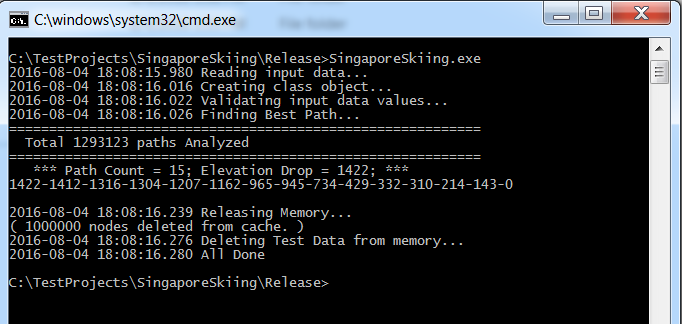 C:\windows\system32\cmd.exe
C:\TestProjects\SingaporeSkiing\Release>SingaporeSkiing.exe
2016-08-04 18:08:15.980 Reading input data...
2016-08-04 18:08:16.016 Creating class object...
2016-08-04 18:08:16.022 Validating input data values...
2016-08-04 18:08:16.026 Finding Best Path...
===========================================================
Total 1293123 paths Analyzed
===========================================================
*** Path Count = 15; Elevation Drop = 1422; ***
1422-1412-1316-1304-1207-1162-965-945-734-429-332-310-214-143-0
2016-08-04 18:08:16.239 Releasing Memory...
( 1000000 nodes deleted from cache. )
2016-08-04 18:08:16.276 Deleting Test Data from memory...
2016-08-04 18:08:16.280 All Done
C:\TestProjects\SingaporeSkiing\Release>